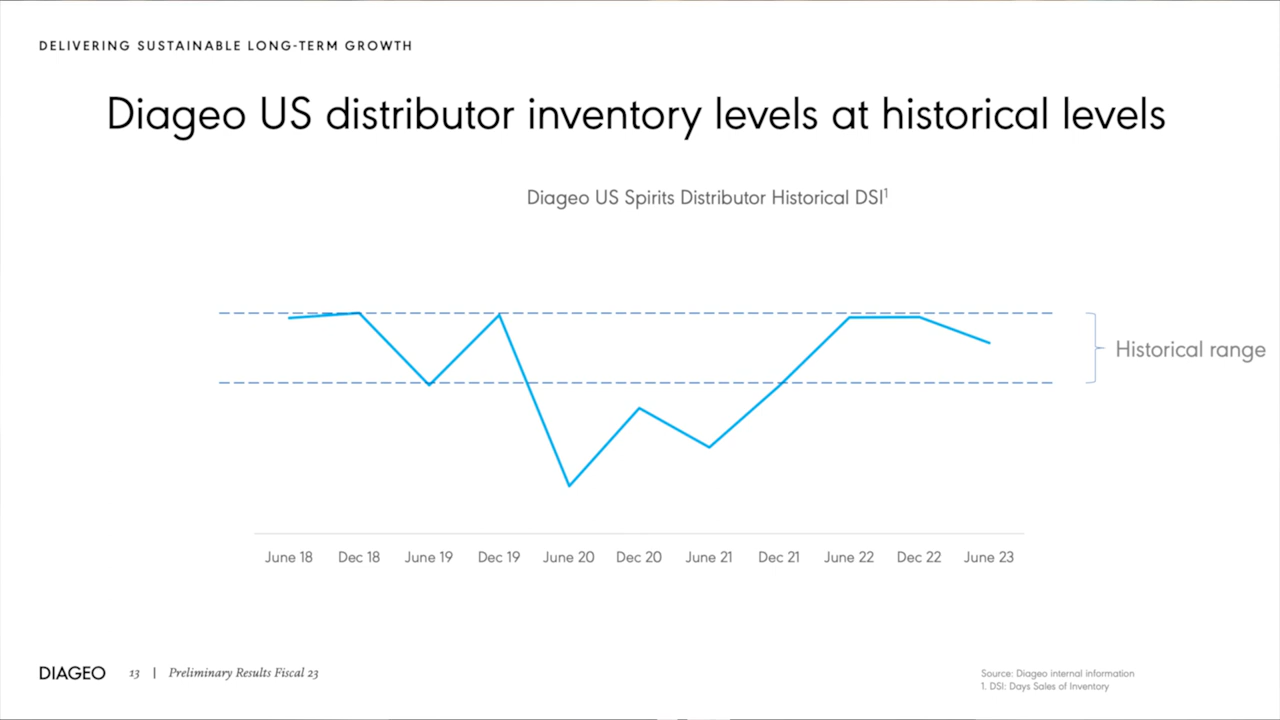 DELIVERING SUSTAINABLE LONG-TERM GROWTH
Diageo US distributor inventory levels at historical levels
Diageo US Spirits Distributor Historical DSI¹
Historical range
June 18 Dec 18 June 19 Dec 19 June 20 Dec 20 June 21 Dec 21 June 22 Dec 22 June 23
DIAGEO 13 | Preliminary Results Fiscal 23
Source: Diageo internal information
1. DSI: Days Sales of Inventory